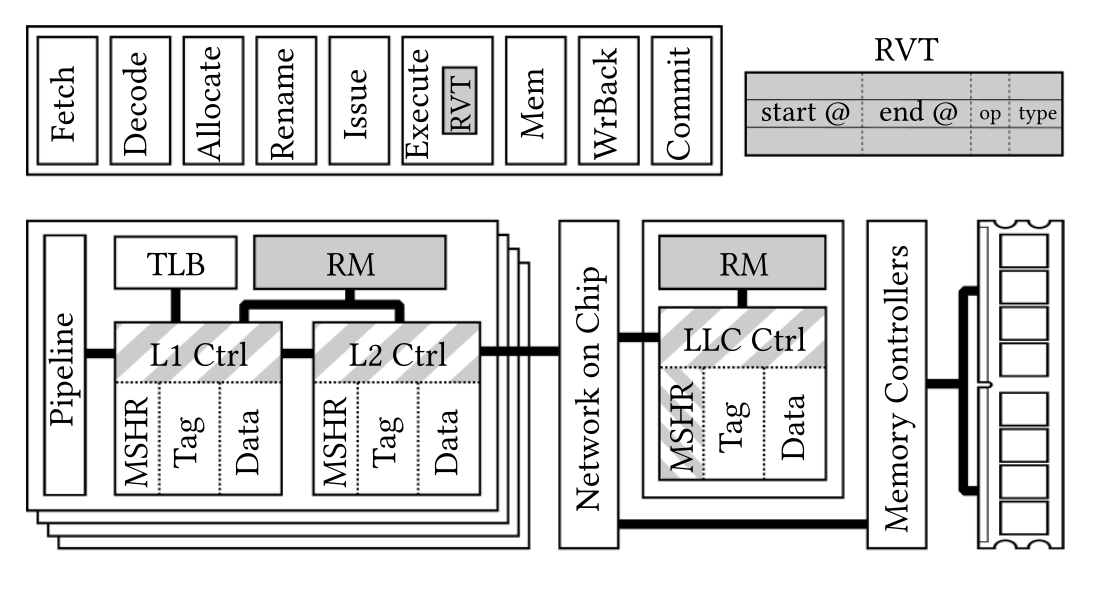 Fetch
Decode
Allocate
Rename
Issue
Execute
RVT
Mem
WrBack
Commit
RVT
start @ end @ op type
Pipeline
TLB
RM
L1 Ctrl
MSHR
Tag
Data
L2 Ctrl
MSHR
Tag
Data
Network on Chip
RM
LLC Ctrl
MSHR
Tag
Data
Memory Controllers